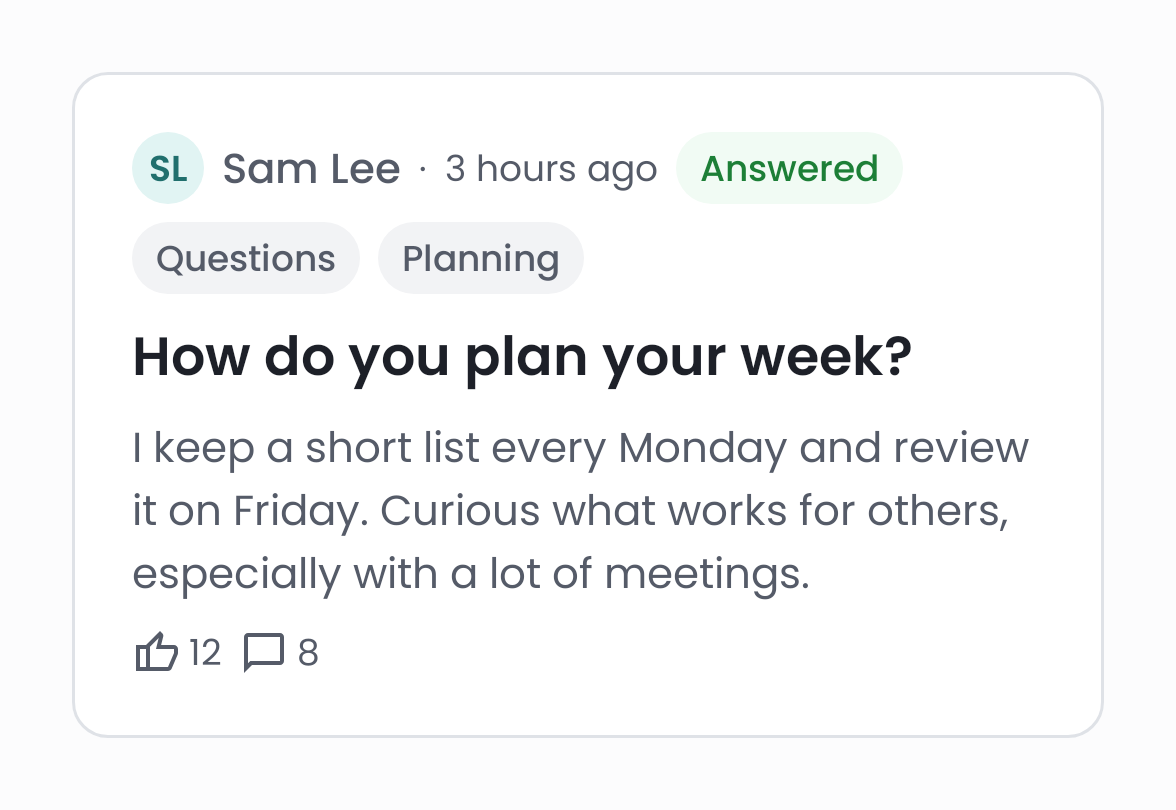 SL Sam Lee · 3 hours ago Answered
Questions Planning
How do you plan your week?
I keep a short list every Monday and review
it on Friday. Curious what works for others,
especially with a lot of meetings.
12 8